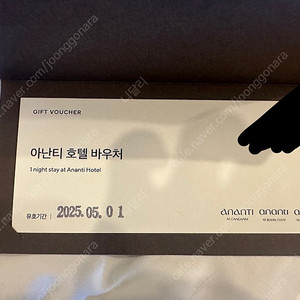 GIFT VOUCHER
아난티 호텔 바우처
1 night stay at Ananti Hotel
유효기간 | 2025.05.01
ananti ananti